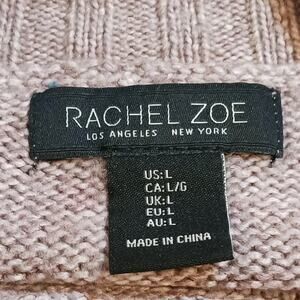 RACHEL ZOE
LOS ANGELES NEW YORK
US: L
CA: L/G
UK: L
EU: L
AU: L
MADE IN CHINA